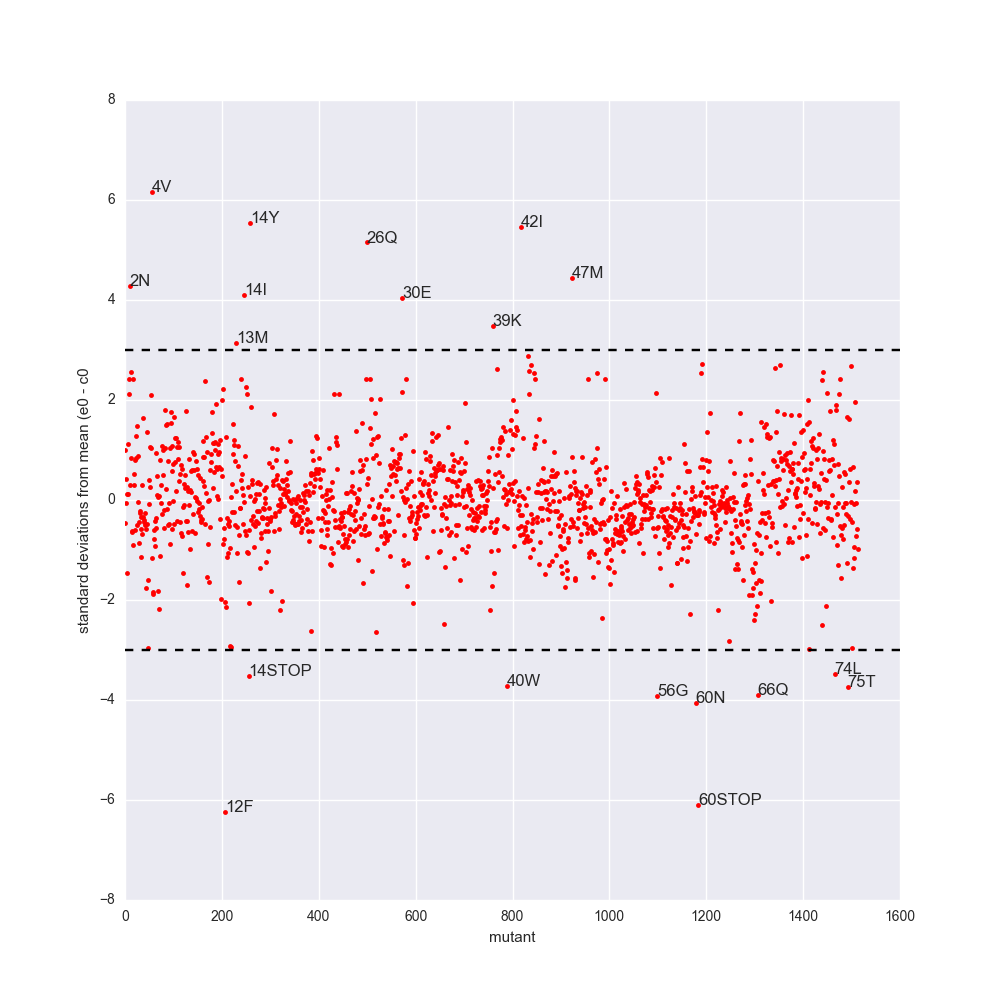 8
4V
6
14Y
42I
26Q
47M
2N
14I
30E
4
39K
13M
2
standard deviations from mean (e0 - c0
0
−2
14STOP
74L
40W
75T
56G
66Q
60N
−4
60STOP
−6
12F
−8
0
200
400
600
800
1000
1200
1400
1600
mutant